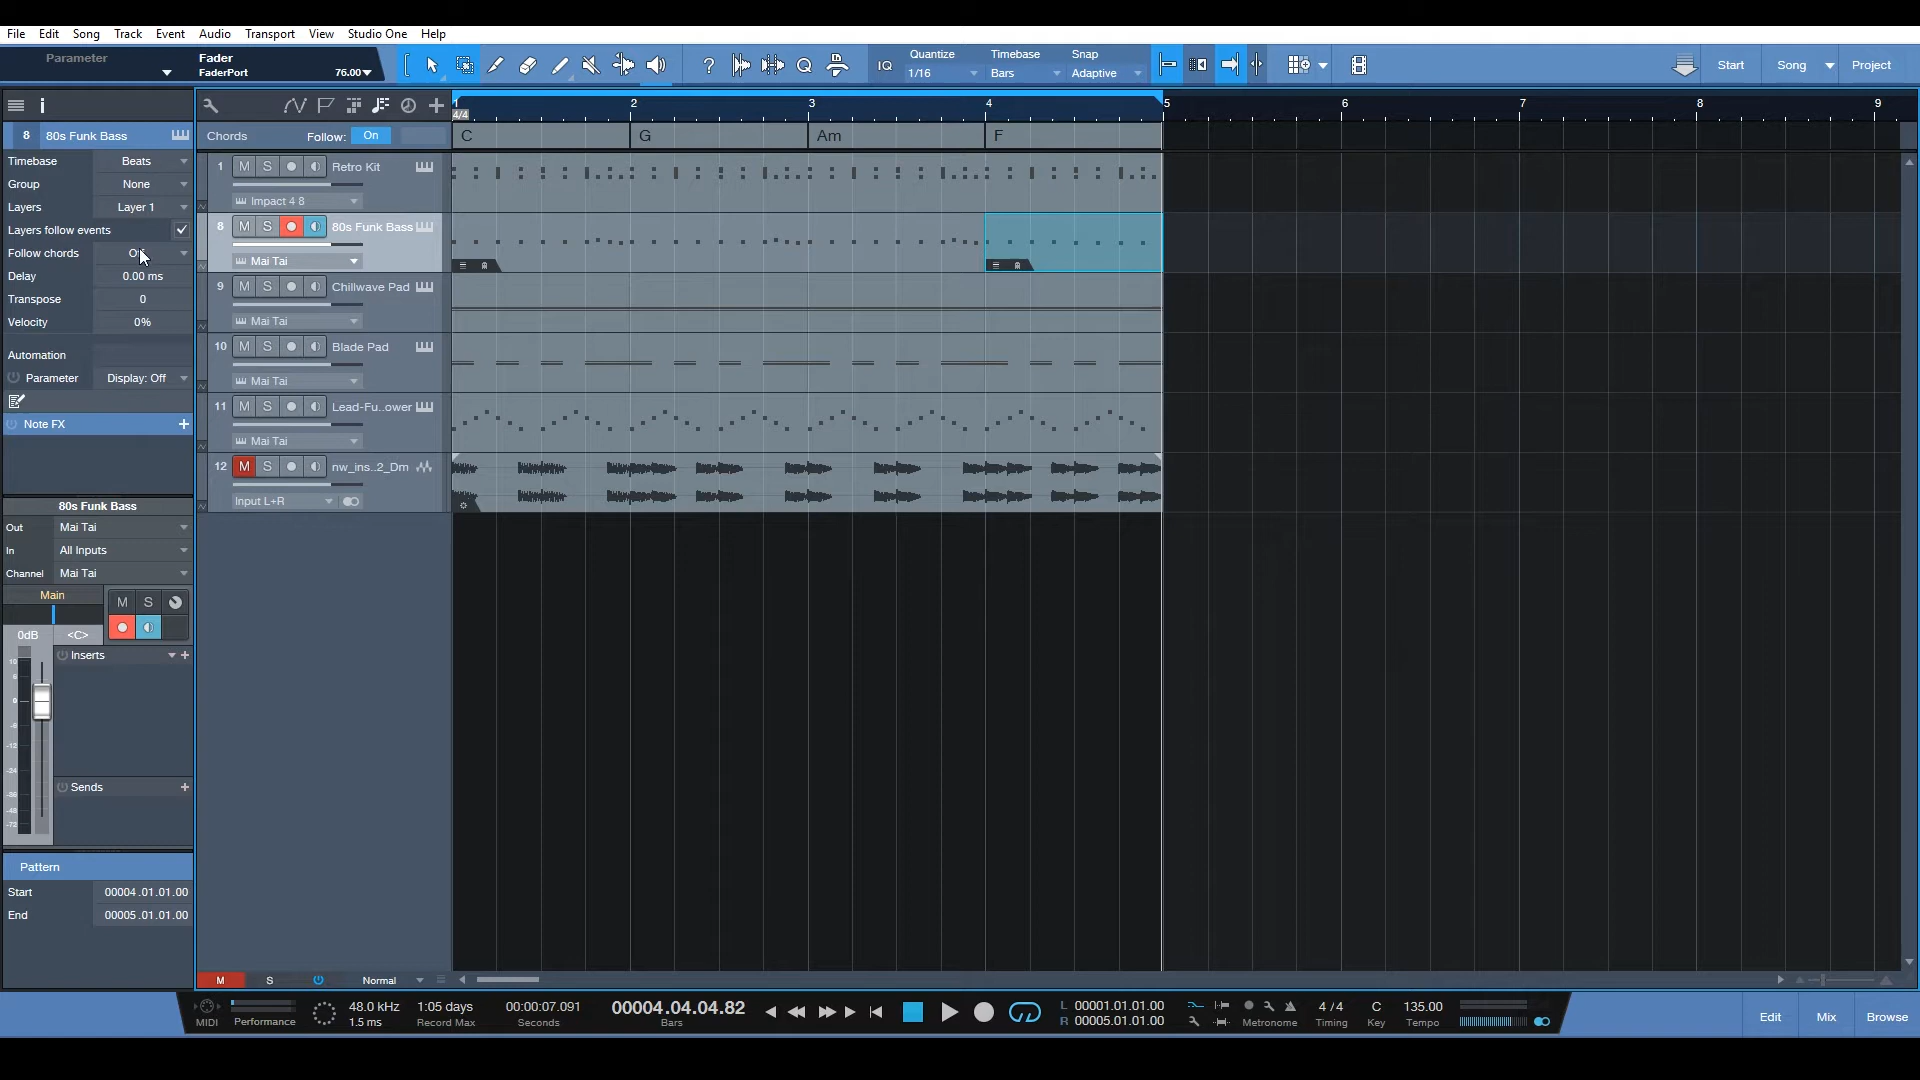 File Edit Song Track Event Audio Transport View Studio One Help
Parameter
Fader
FaderPort 76.00
? Q IQ
Quantize
1/16
Timebase
Bars
Snap
Adaptive
Start Song Project
i
1 2 3 4 5 6 7 8 9
4/4
8 80s Funk Bass
Chords Follow: On
C G Am F
Timebase Beats
Group None
Layers Layer 1
Layers follow events
Follow chords
Delay 0.00 ms
Transpose 0
Velocity 0%
Automation
Parameter Display: Off
Note FX +
1 M S Retro Kit
Impact 4 8
8 M S 80s Funk Bass
Mai Tai
9 M S Chillwave Pad
Mai Tai
10 M S Blade Pad
Mai Tai
11 M S Lead-Fu..ower
Mai Tai
12 M S nw_ins..2_Dm
Input L+R
80s Funk Bass
Out Mai Tai
In All Inputs
Channel Mai Tai
Main M S
0dB <C>
Inserts +
Sends +
Pattern
Start 00004.01.01.00
End 00005.01.01.00
M S Normal
MIDI
Performance
48.0 kHz
1.5 ms
1:05 days
Record Max
00:00:07.091
Seconds
00004.04.04.82
Bars
L 00001.01.01.00
R 00005.01.01.00
Metronome
4 / 4
Timing
C
Key
135.00
Tempo
Edit Mix Browse